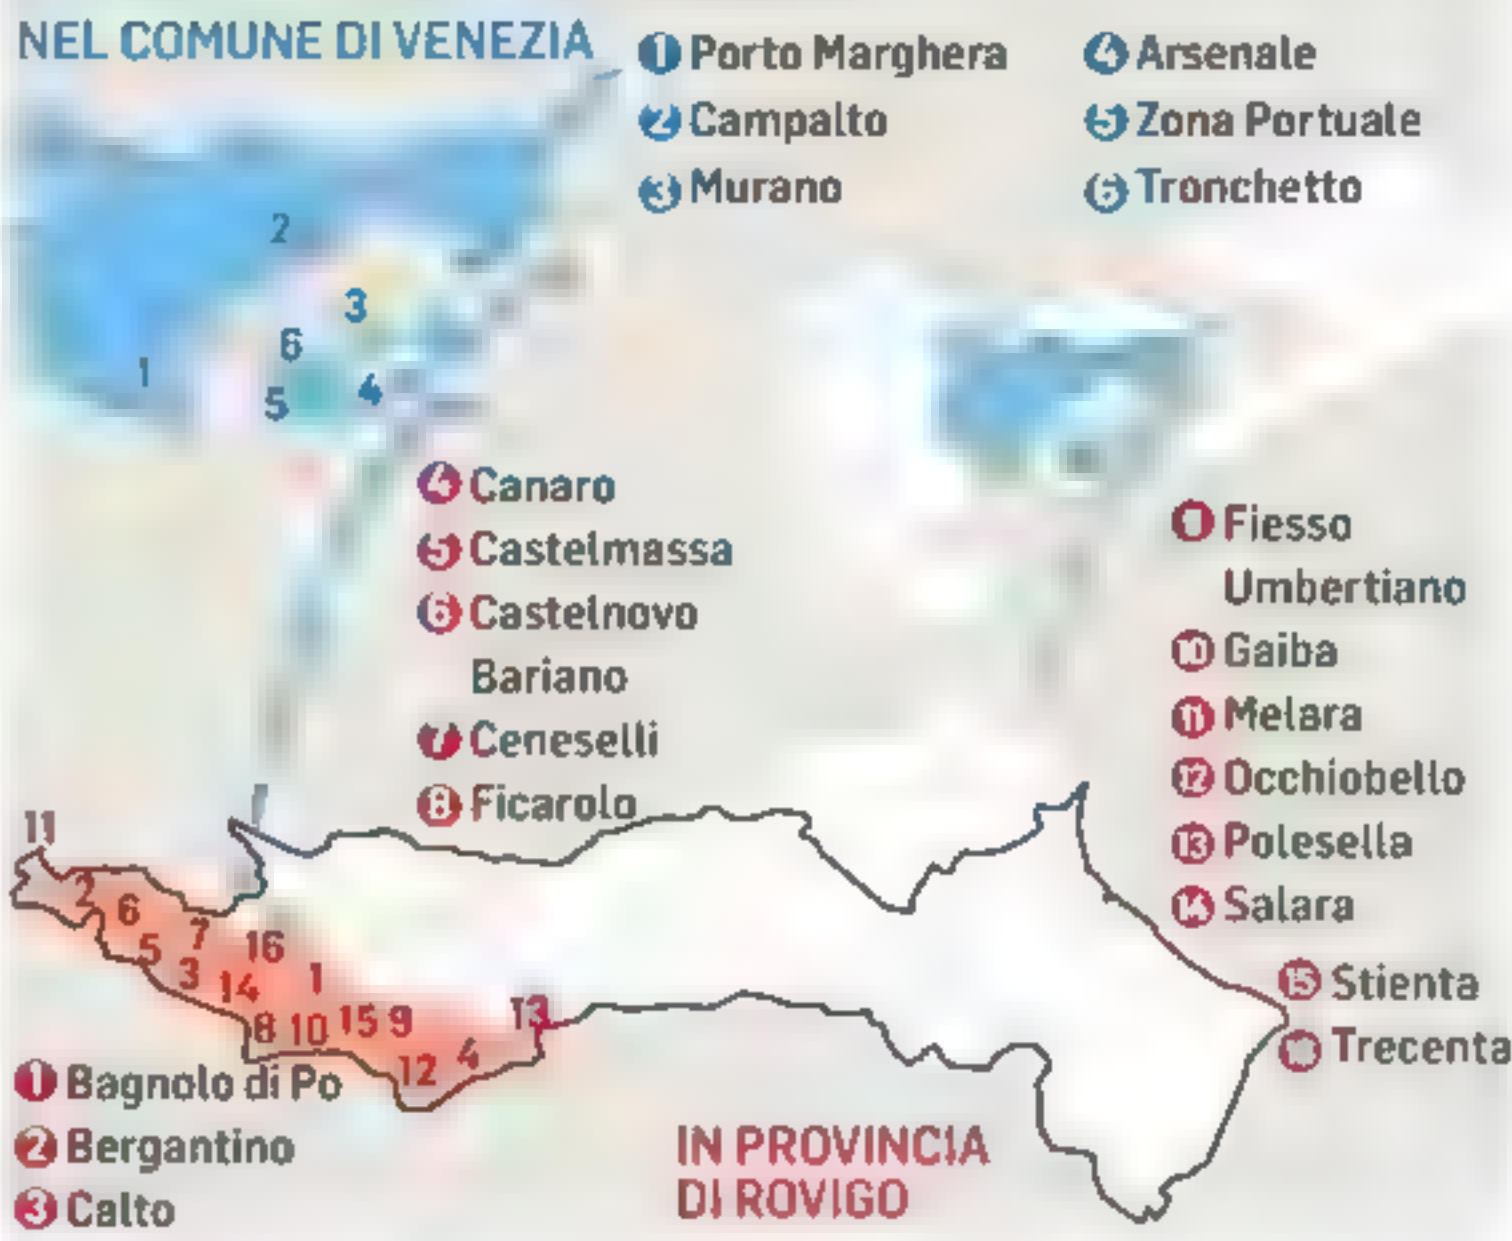 NEL COMUNE DI VENEZIA
1 Porto Marghera
2 Campalto
3 Murano
4 Arsenale
5 Zona Portuale
6 Tronchetto
2
3
6
1
5
4
4 Canaro
5 Castelmassa
6 Castelnovo
Bariano
7 Ceneselli
8 Ficarolo
Fiesso
Umbertiano
10 Gaiba
11 Melara
12 Occhiobello
13 Polesella
14 Salara
15 Stienta
Trecenta
11
2
6
7
16
5
3
14
1
8
10
15
9
13
12
4
1 Bagnolo di Po
2 Bergantino
3 Calto
IN PROVINCIA
DI ROVIGO